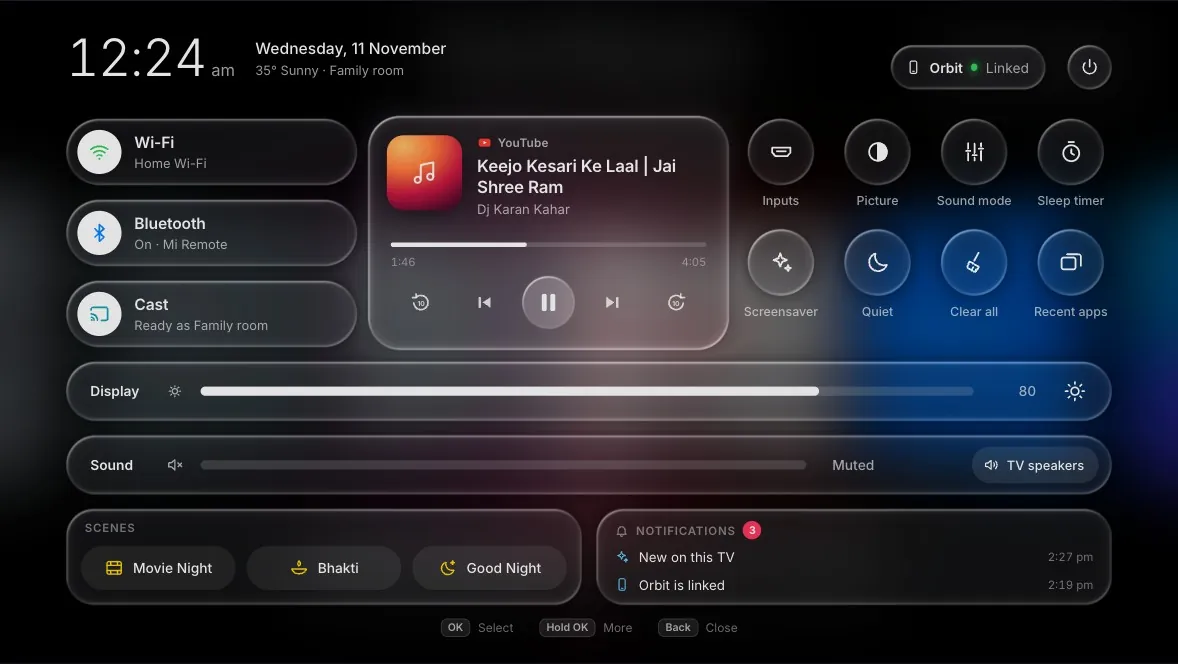 12:24 am
Wednesday, 11 November
35° Sunny · Family room
Orbit Linked
Wi-Fi
Home Wi-Fi
Bluetooth
On · Mi Remote
Cast
Ready as Family room
YouTube
Keejo Kesari Ke Laal | Jai
Shree Ram
Dj Karan Kahar
1:46 4:05
10 10
Inputs Picture Sound mode Sleep timer
Screensaver Quiet Clear all Recent apps
Display 80
Sound Muted TV speakers
SCENES
Movie Night Bhakti Good Night
NOTIFICATIONS 3
New on this TV 2:27 pm
Orbit is linked 2:19 pm
OK Select Hold OK More Back Close